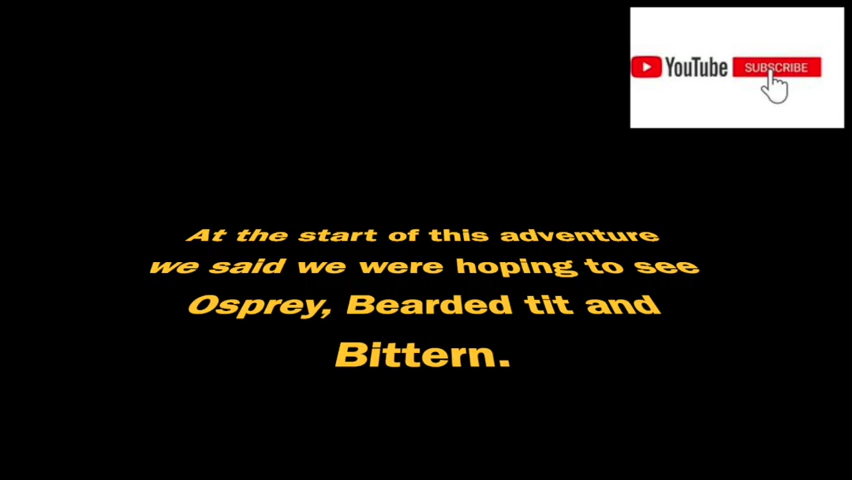 YouTube SUBSCRIBE
At the start of this adventure
we said we were hoping to see
Osprey, Bearded tit and
Bittern.